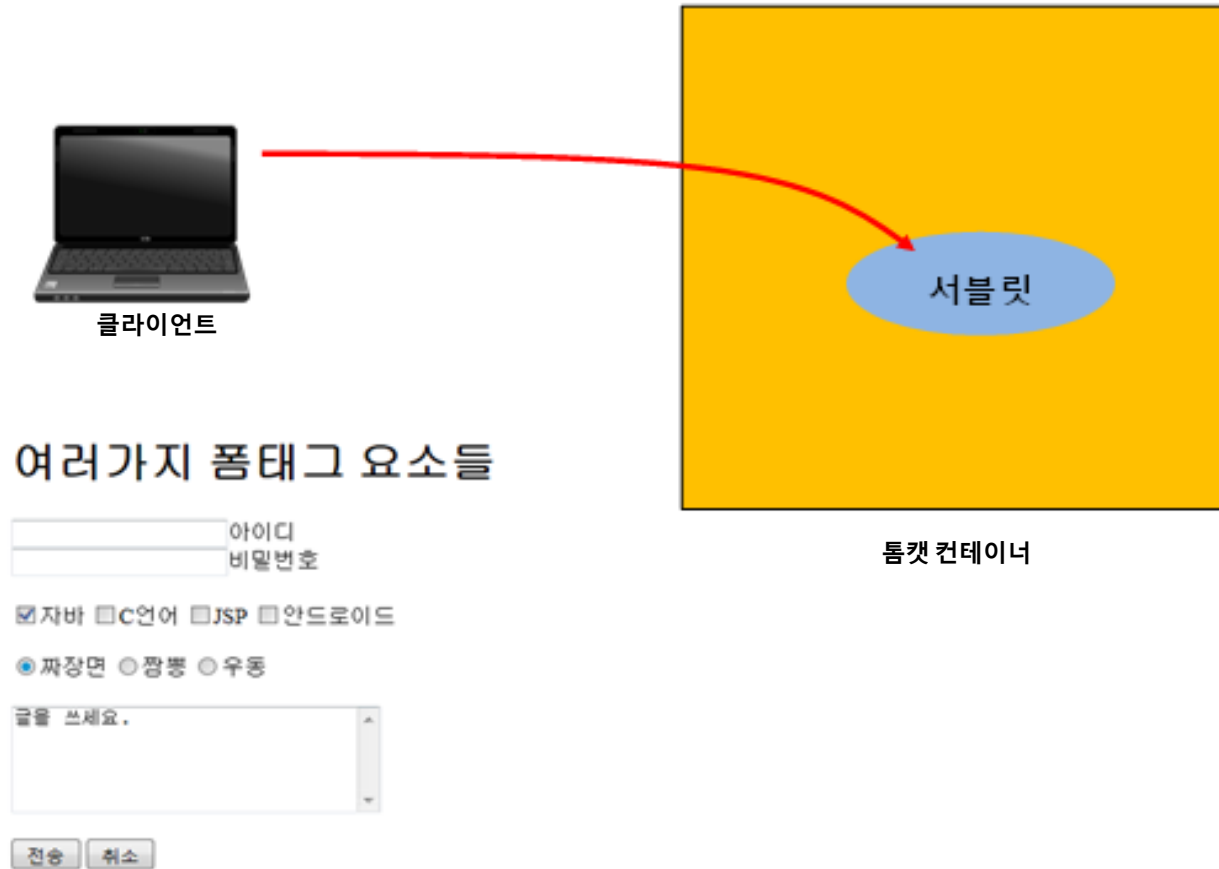 서블릿
클라이언트
여러가지 폼태그 요소들
톰캣 컨테이너
아이디
비밀번호
자바 C언어 JSP 안드로이드
짜장면 짬뽕 우동
글을 쓰세요.
전송 취소